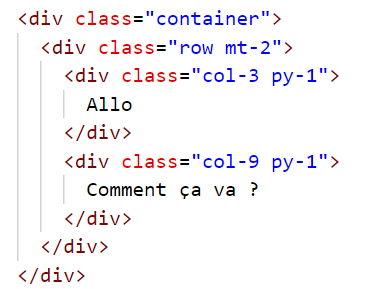 <div class="container">
<div class="row mt-2">
<div class="col-3 py-1">
Allo
</div>
<div class="col-9 py-1">
Comment ça va ?
</div>
</div>
</div>